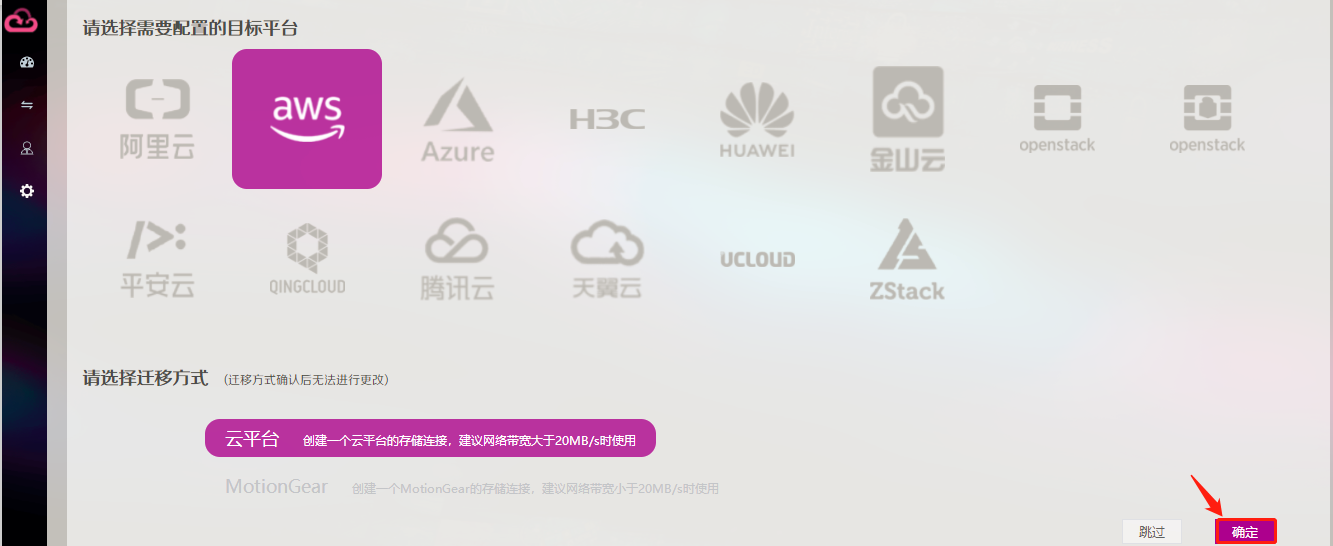 请选择需要配置的目标平台
阿里云
aws
Azure
H3C
HUAWEI
金山云
openstack
openstack
平安云
QINGCLOUD
腾讯云
天翼云
UCLOUD
ZStack
请选择迁移方式 (迁移方式确认后无法进行更改)
云平台 创建一个云平台的存储连接，建议网络带宽大于20MB/s时使用
MotionGear 创建一个MotionGear的存储连接，建议网络带宽小于20MB/s时使用
跳过 确定